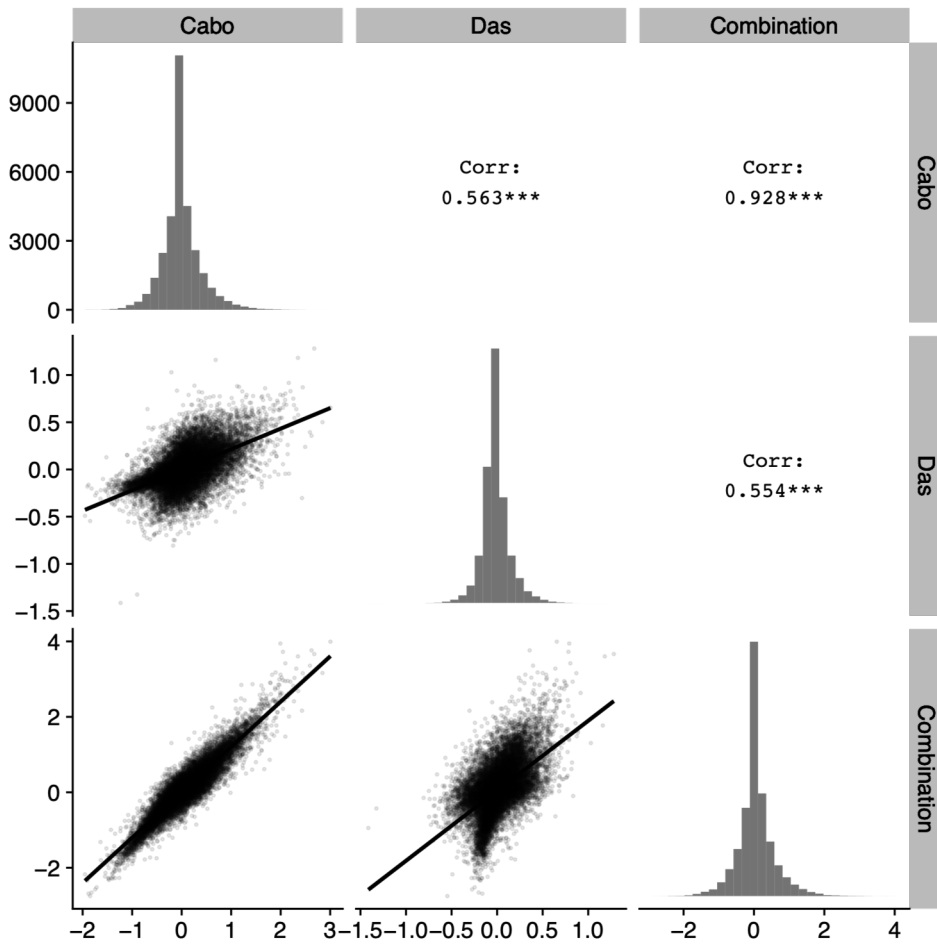 Cabo
Das
Combination
9000
6000
3000
0
Corr:
0.563***
Corr:
0.928***
Cabo
1.0
0.5
0.0
−0.5
−1.0
−1.5
Corr:
0.554***
Das
4
2
0
−2
Combination
−2 −1 0 1 2 3
−1.5 −1.0 −0.5 0.0 0.5 1.0
−2 0 2 4